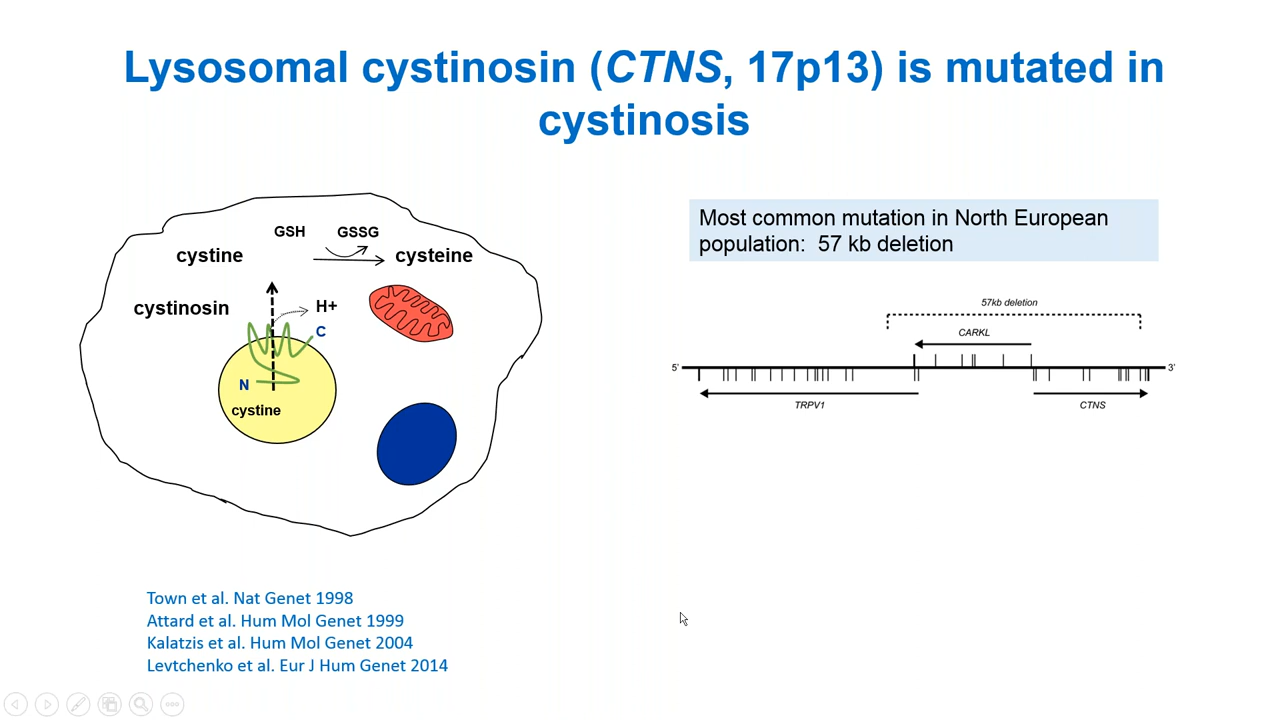 Lysosomal cystinosin (CTNS, 17p13) is mutated in
cystinosis
GSH
GSSG
cystine
cysteine
cystinosin
H+
C
N
cystine
Most common mutation in North European
population: 57 kb deletion
57kb deletion
CARKL
5'
3'
TRPV1
CTNS
Town et al. Nat Genet 1998
Attard et al. Hum Mol Genet 1999
Kalatzis et al. Hum Mol Genet 2004
Levtchenko et al. Eur J Hum Genet 2014